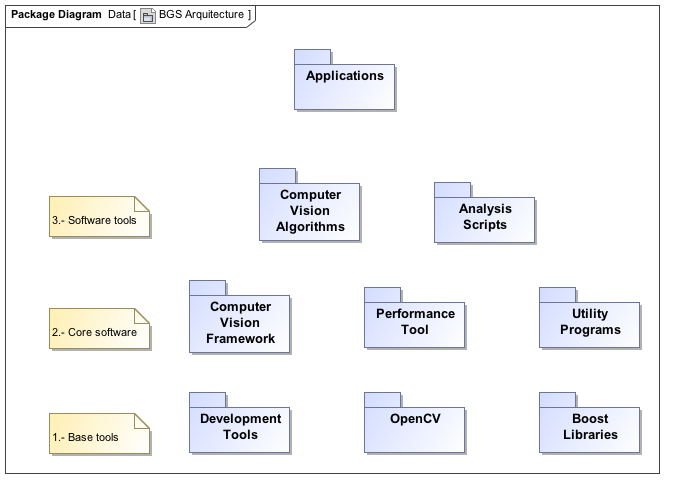 Package Diagram Data [ BGS Arquitecture ]
Applications
3.- Software tools
Computer
Vision
Algorithms
Analysis
Scripts
2.- Core software
Computer
Vision
Framework
Performance
Tool
Utility
Programs
1.- Base tools
Development
Tools
OpenCV
Boost
Libraries